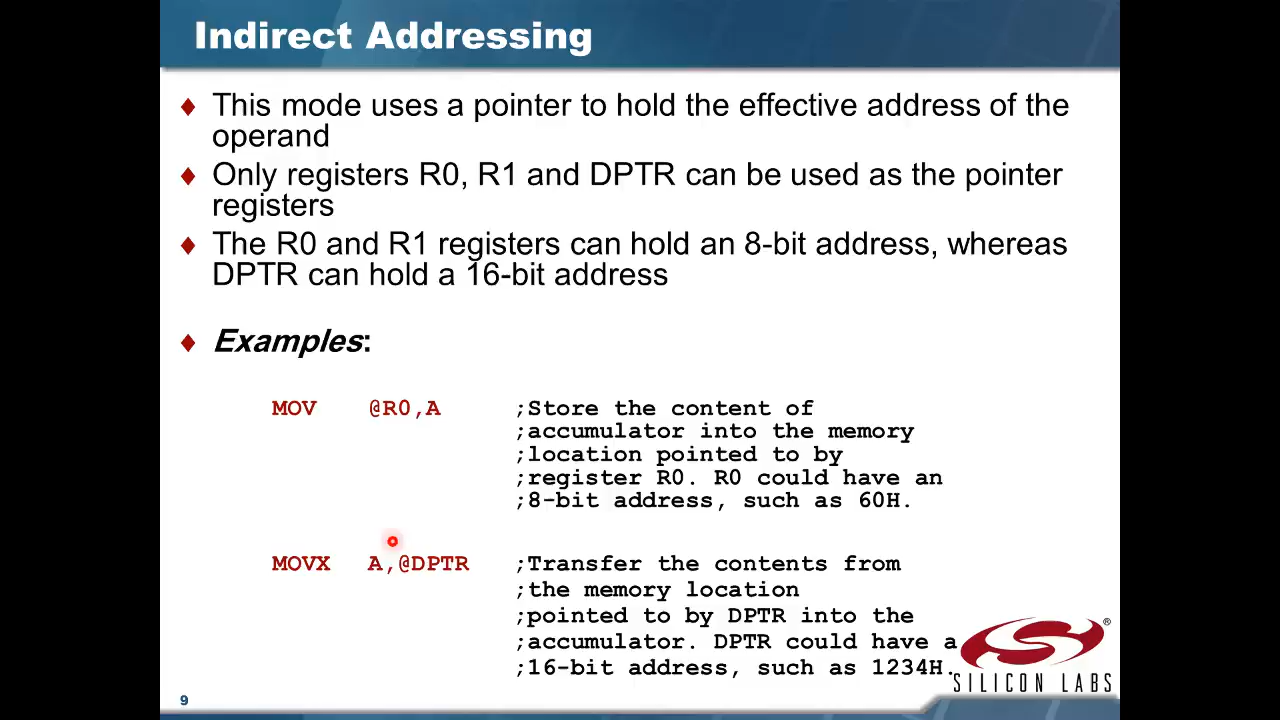 Indirect Addressing
♦ This mode uses a pointer to hold the effective address of the
operand
♦ Only registers R0, R1 and DPTR can be used as the pointer
registers
♦ The R0 and R1 registers can hold an 8-bit address, whereas
DPTR can hold a 16-bit address
♦ Examples:
MOV @R0,A ;Store the content of
;accumulator into the memory
;location pointed to by
;register R0. R0 could have an
;8-bit address, such as 60H.
MOVX A,@DPTR ;Transfer the contents from
;the memory location
;pointed to by DPTR into the
;accumulator. DPTR could have a
;16-bit address, such as 1234H.
®
SILICON LABS
9